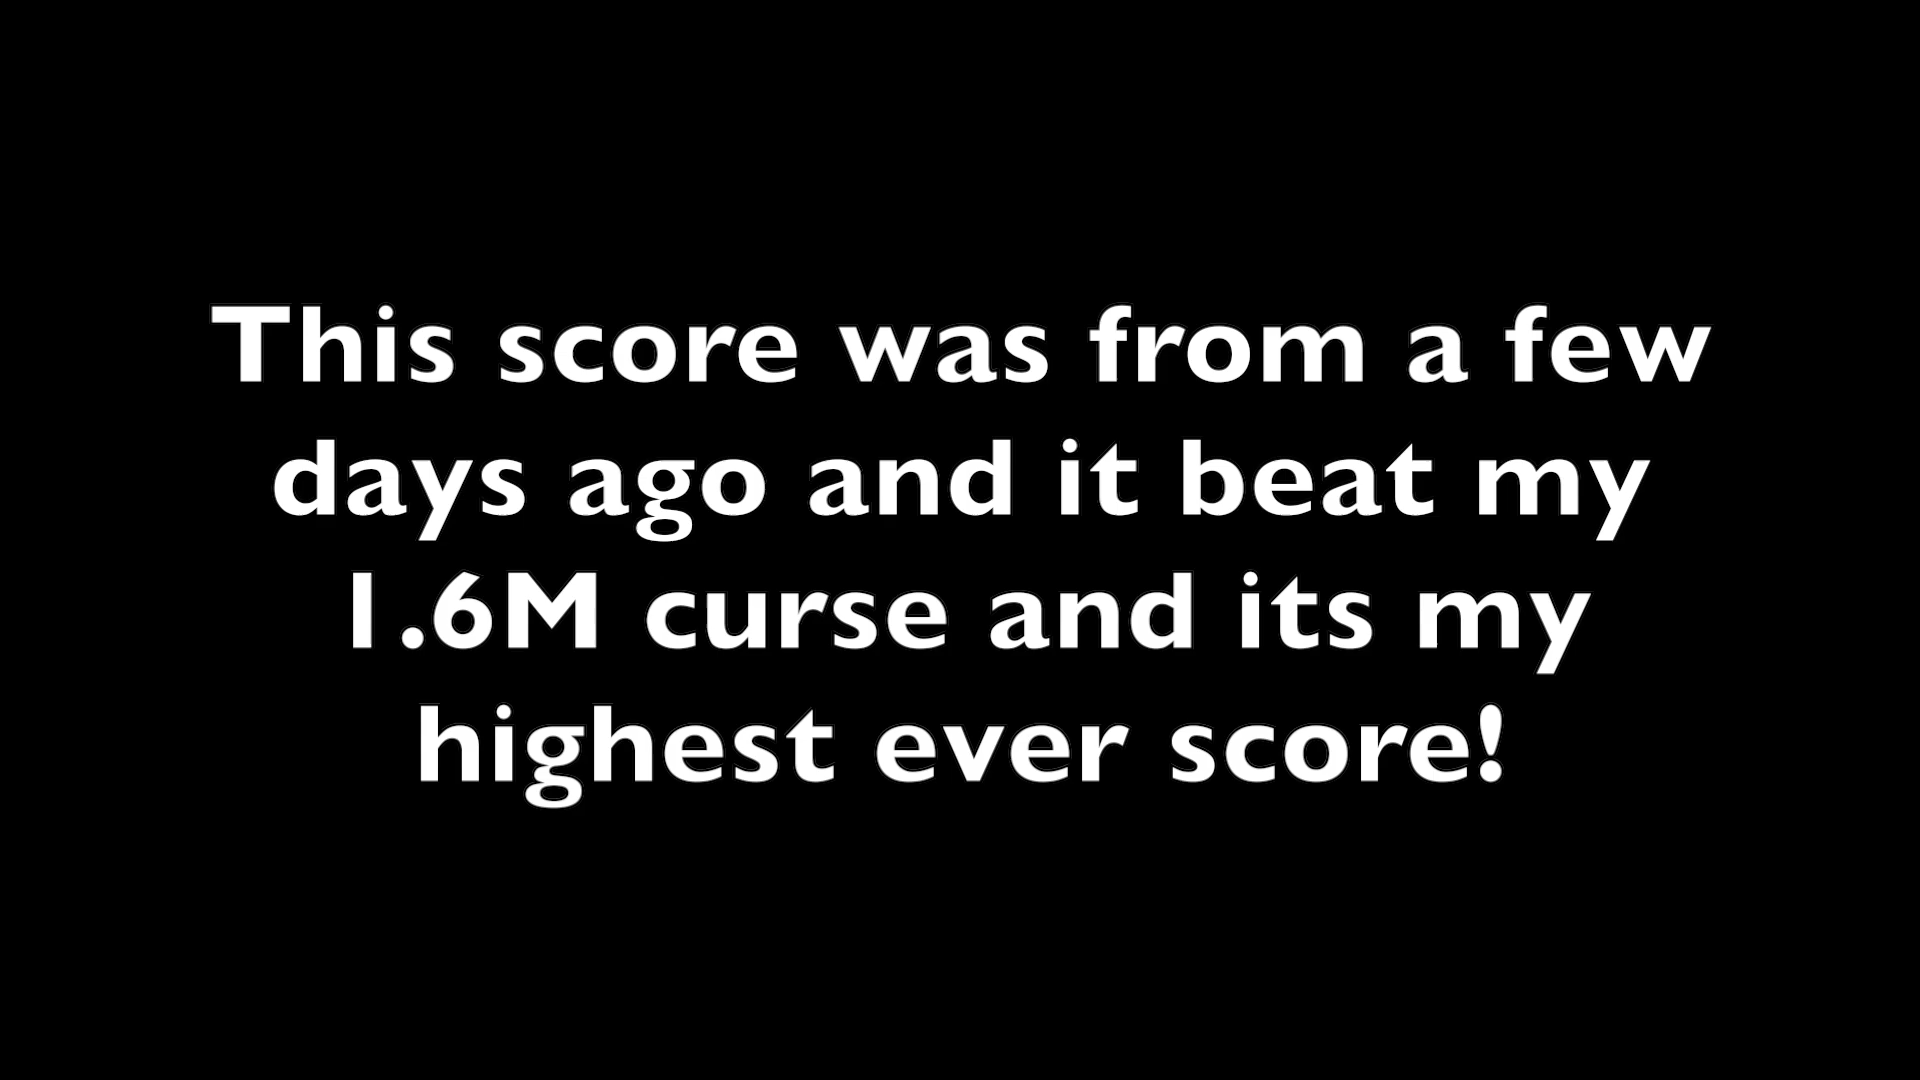 This score was from a few
days ago and it beat my
1.6M curse and its my
highest ever score!